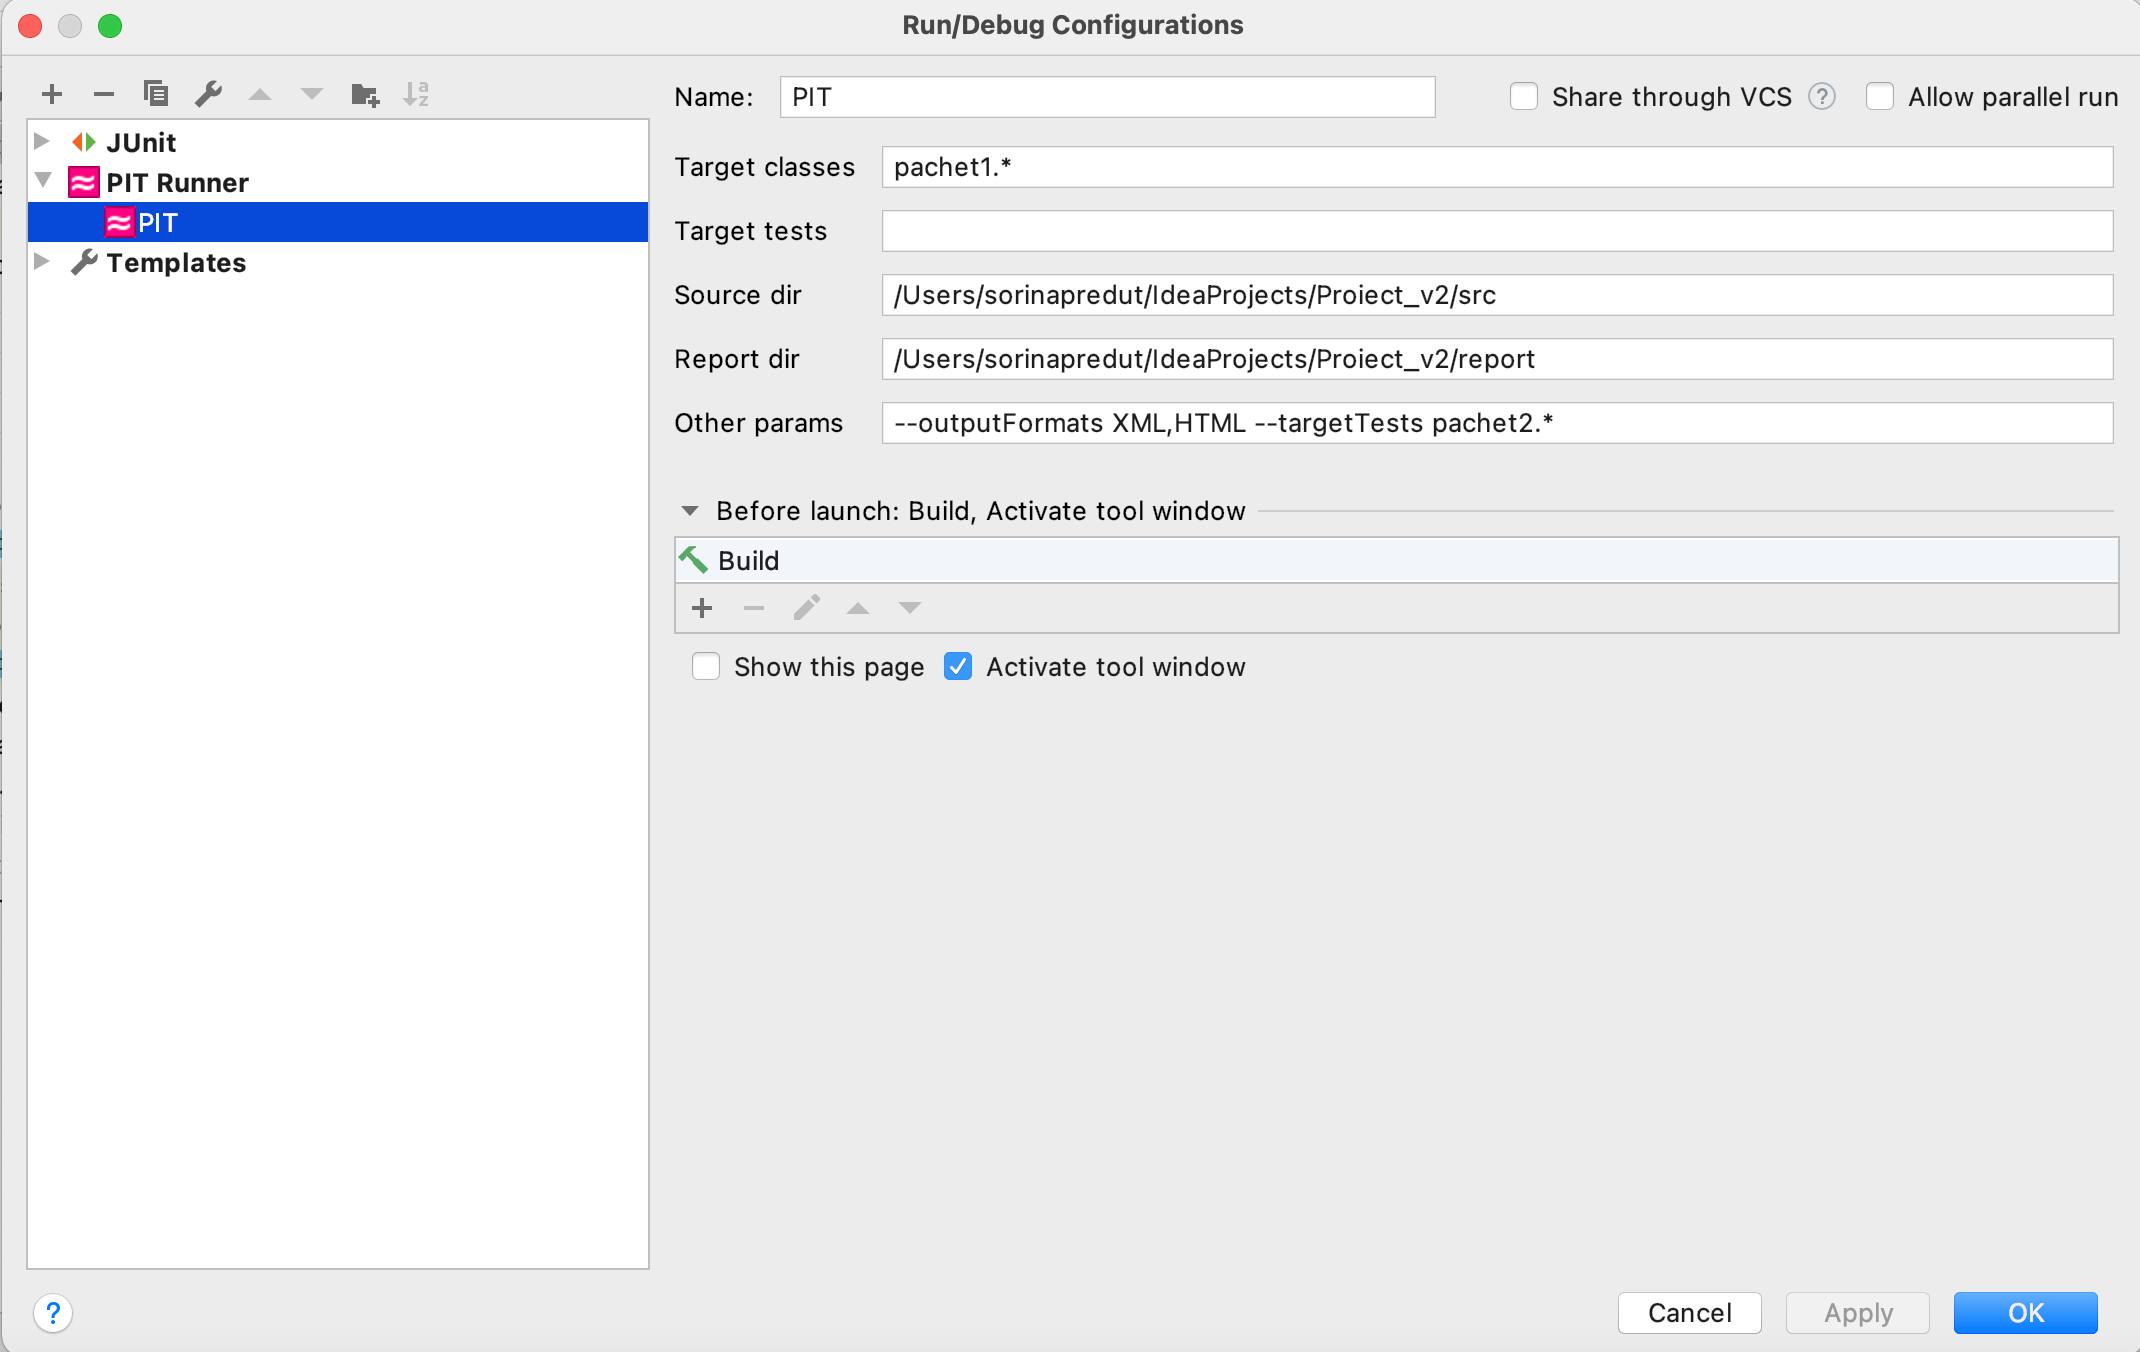 Run/Debug Configurations
JUnit
PIT Runner
PIT
Templates
Name: PIT
Share through VCS ?
Allow parallel run
Target classes pachet1.*
Target tests
Source dir /Users/sorinapredut/IdeaProjects/Proiect_v2/src
Report dir /Users/sorinapredut/IdeaProjects/Proiect_v2/report
Other params --outputFormats XML,HTML --targetTests pachet2.*
Before launch: Build, Activate tool window
Build
Show this page Activate tool window
? Cancel Apply OK